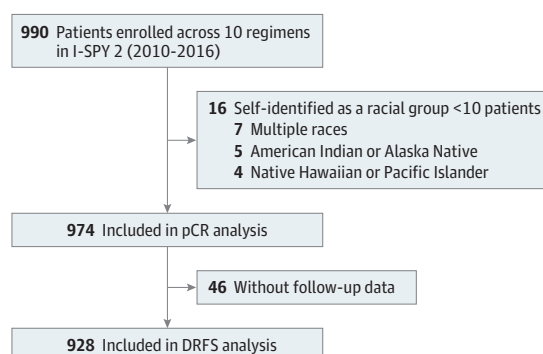 990 Patients enrolled across 10 regimens
in I-SPY 2 (2010-2016)
16 Self-identified as a racial group <10 patients
7 Multiple races
5 American Indian or Alaska Native
4 Native Hawaiian or Pacific Islander
974 Included in pCR analysis
46 Without follow-up data
928 Included in DRFS analysis